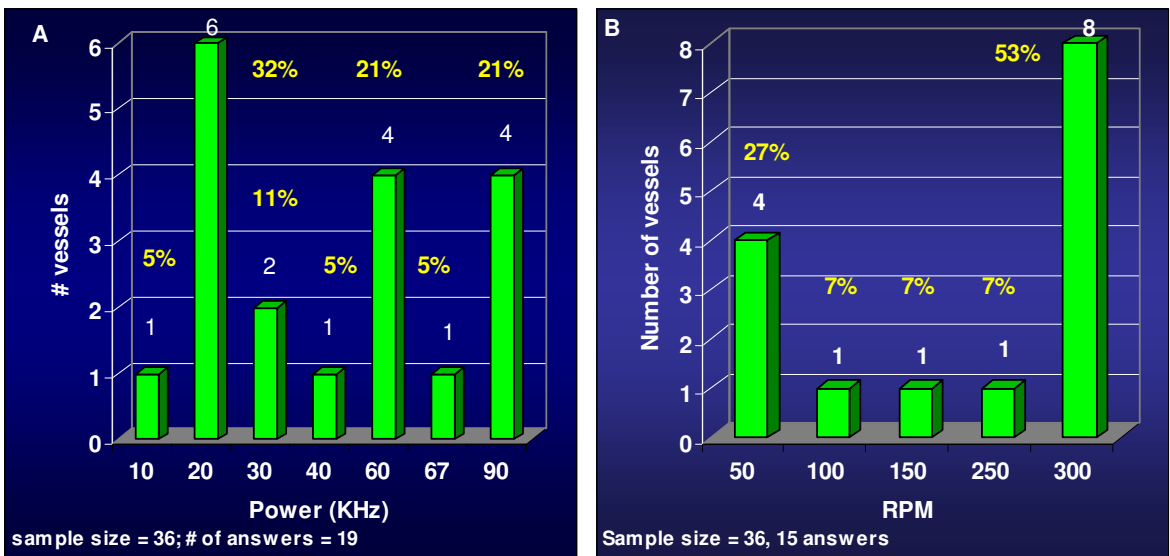 A
6
6
5
4
3
2
1
0
# vessels
32%
21%
21%
4
4
11%
5%
2
5%
5%
1
1
1
10 20 30 40 60 67 90
Power (KHz)
sample size = 36; # of answers = 19
B
8
8
7
6
5
4
3
2
1
0
Number of vessels
53%
27%
4
7% 7% 7%
1 1 1
50 100 150 250 300
RPM
Sample size = 36, 15 answers